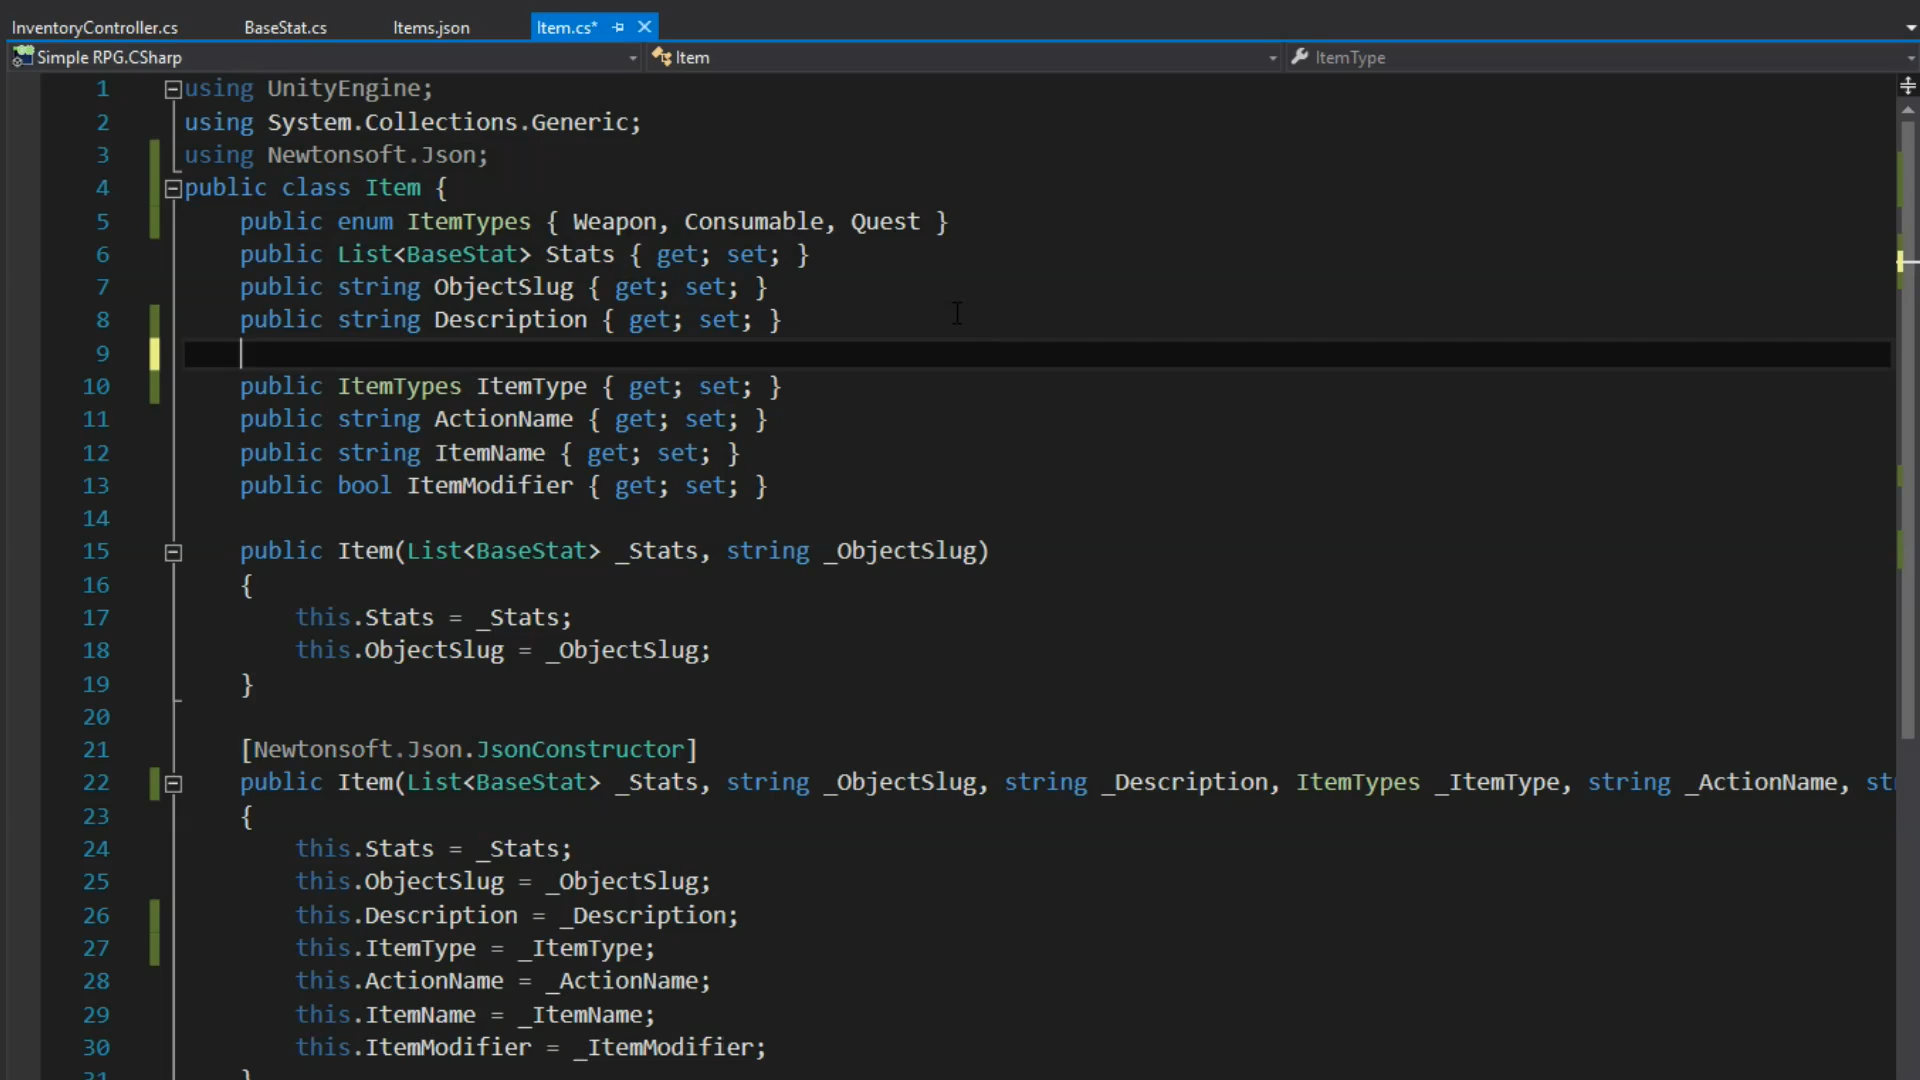 InventoryController.cs BaseStat.cs Items.json Item.cs*
Simple RPG.CSharp Item ItemType
1 using UnityEngine;
2 using System.Collections.Generic;
3 using Newtonsoft.Json;
4 public class Item {
5 public enum ItemTypes { Weapon, Consumable, Quest }
6 public List<BaseStat> Stats { get; set; }
7 public string ObjectSlug { get; set; }
8 public string Description { get; set; }
9
10 public ItemTypes ItemType { get; set; }
11 public string ActionName { get; set; }
12 public string ItemName { get; set; }
13 public bool ItemModifier { get; set; }
14
15 public Item(List<BaseStat> _Stats, string _ObjectSlug)
16 {
17 this.Stats = _Stats;
18 this.ObjectSlug = _ObjectSlug;
19 }
20
21 [Newtonsoft.Json.JsonConstructor]
22 public Item(List<BaseStat> _Stats, string _ObjectSlug, string _Description, ItemTypes _ItemType, string _ActionName, st
23 {
24 this.Stats = _Stats;
25 this.ObjectSlug = _ObjectSlug;
26 this.Description = _Description;
27 this.ItemType = _ItemType;
28 this.ActionName = _ActionName;
29 this.ItemName = _ItemName;
30 this.ItemModifier = _ItemModifier;
31 }